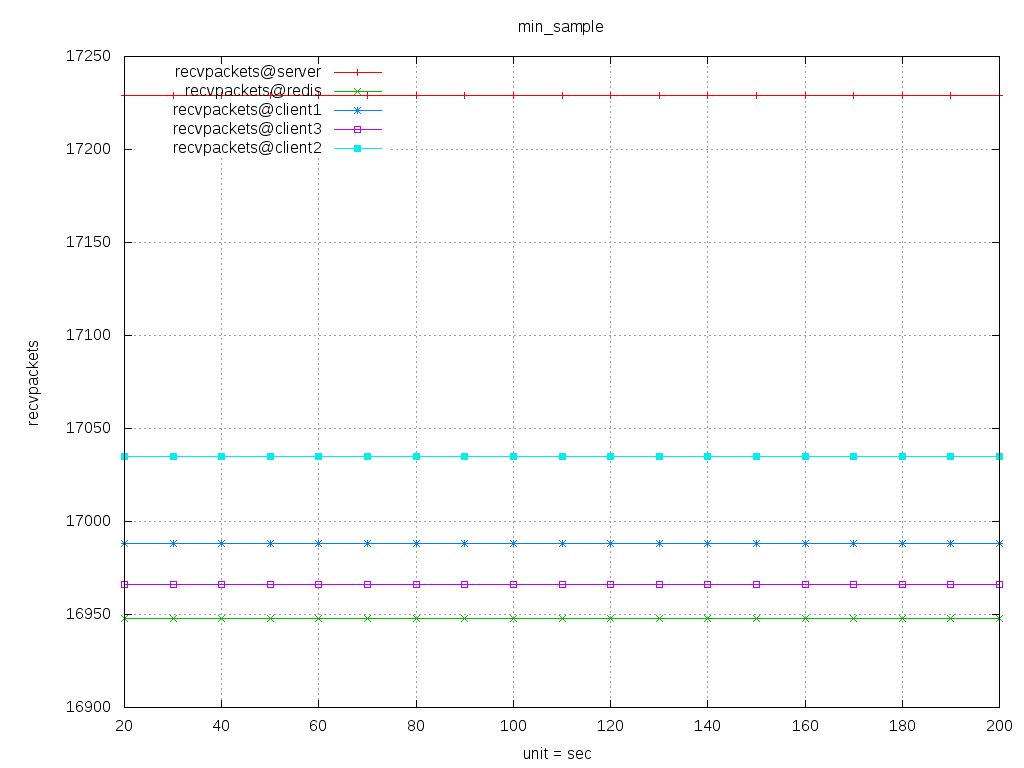 min_sample
17250
17200
17150
17100
17050
17000
16950
16900
recvpackets@server
recvpackets@redis
recvpackets@client1
recvpackets@client3
recvpackets@client2
recvpackets
20 40 60 80 100 120 140 160 180 200
unit = sec